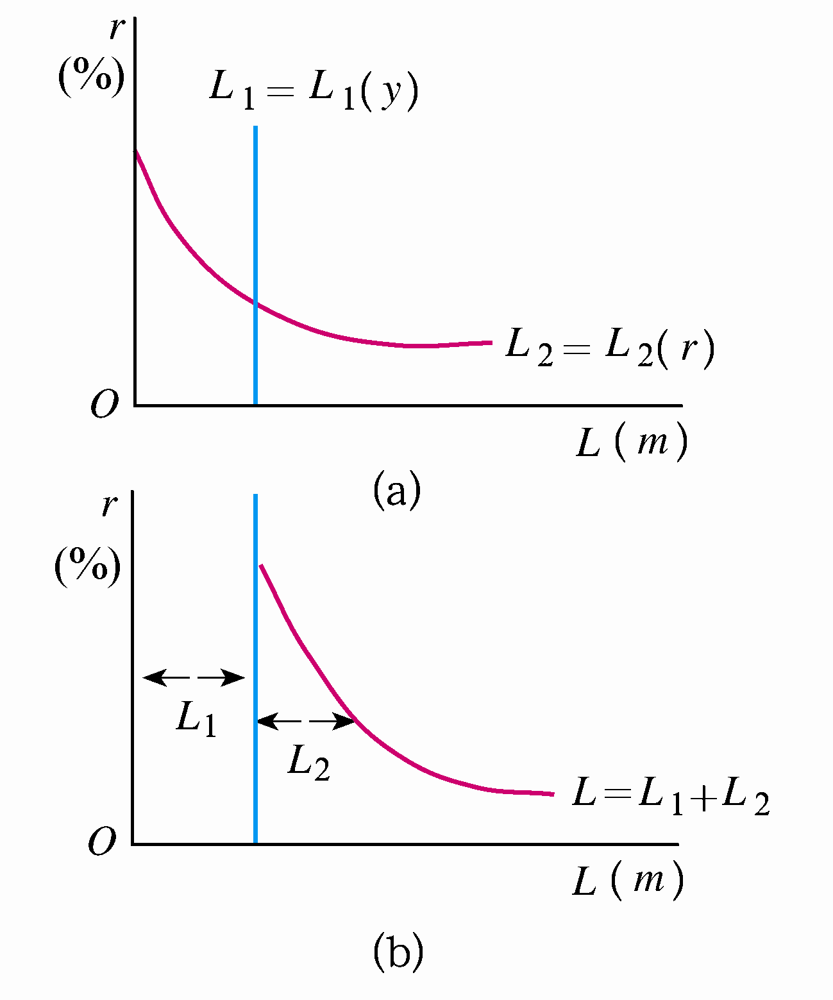 r
(%)
L1 = L1(y)
L2 = L2(r)
O
L(m)
(a)
r
(%)
L1
L2
L=L1+L2
O
L(m)
(b)